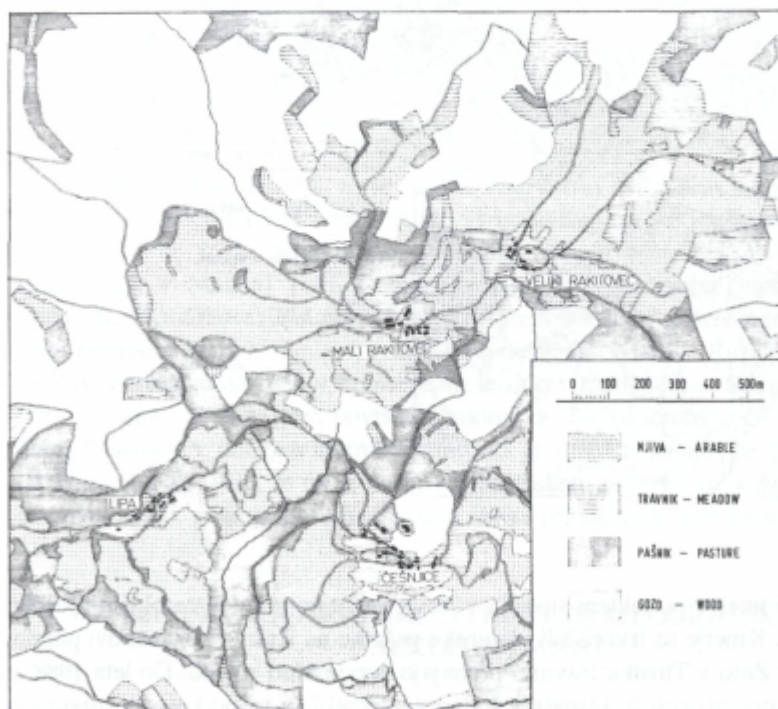 VELIKI RAKITOVEC
MALI RAKITOVEC
LIPA
ČEŠNJICE
0 100 200 300 400 500m
NJIVA – ARABLE
TRAVNIK – MEADOW
PAŠNIK – PASTURE
GOZD WOOD